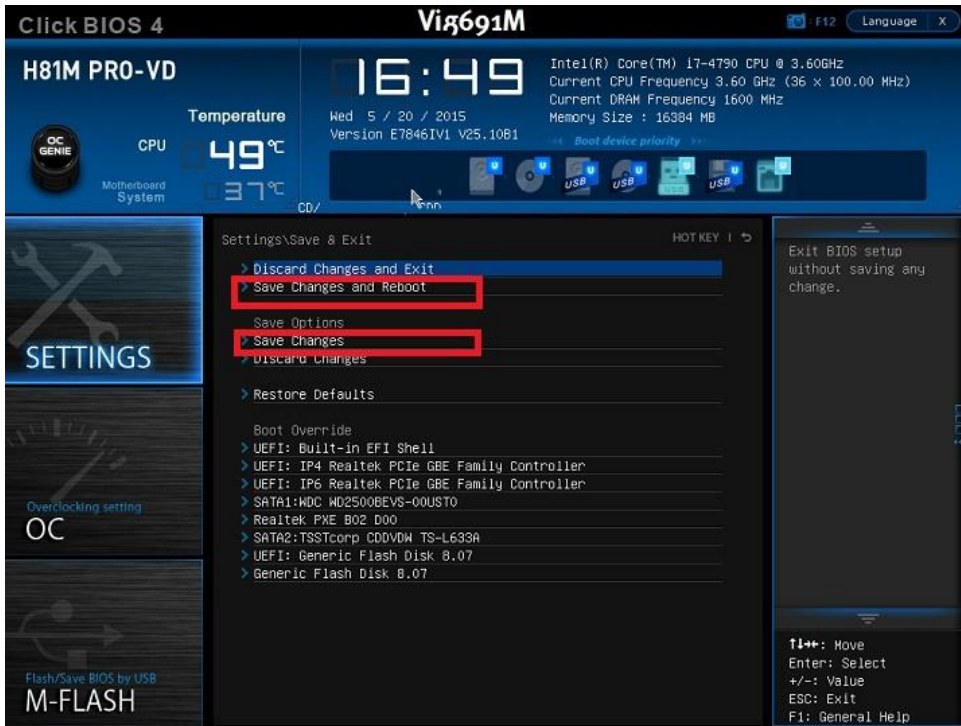 Click BIOS 4
Vig691M
F12
Language
X
H81M PRO-VD
16:49
Wed 5 / 20 / 2015
Version E7846IV1 V25.10B1
Intel(R) Core(TM) i7-4790 CPU @ 3.60GHz
Current CPU Frequency 3.60 GHz (36 × 100.00 MHz)
Current DRAM Frequency 1600 MHz
Memory Size : 16384 MB
Boot device priority
OC
GENIE
Temperature
CPU
49°C
Motherboard
System
37°C
U U U U U U U
USB USB USB USB
CD/
Settings\Save & Exit
HOT KEY
Discard Changes and Exit
Save Changes and Reboot
Save Options
Save Changes
Discard Changes
Restore Defaults
Boot Override
UEFI: Built-in EFI Shell
UEFI: IP4 Realtek PCIe GBE Family Controller
UEFI: IP6 Realtek PCIe GBE Family Controller
SATA1:WDC WD2500BEVS-00UST0
Realtek PXE B02 D00
SATA2:TSSTcorp CDDVDW TS-L633A
UEFI: Generic Flash Disk 8.07
Generic Flash Disk 8.07
SETTINGS
Overclocking setting
OC
Flash/Save BIOS by USB
M-FLASH
Exit BIOS setup
without saving any
change.
↑↓→←: Move
Enter: Select
+/-: Value
ESC: Exit
F1: General Help